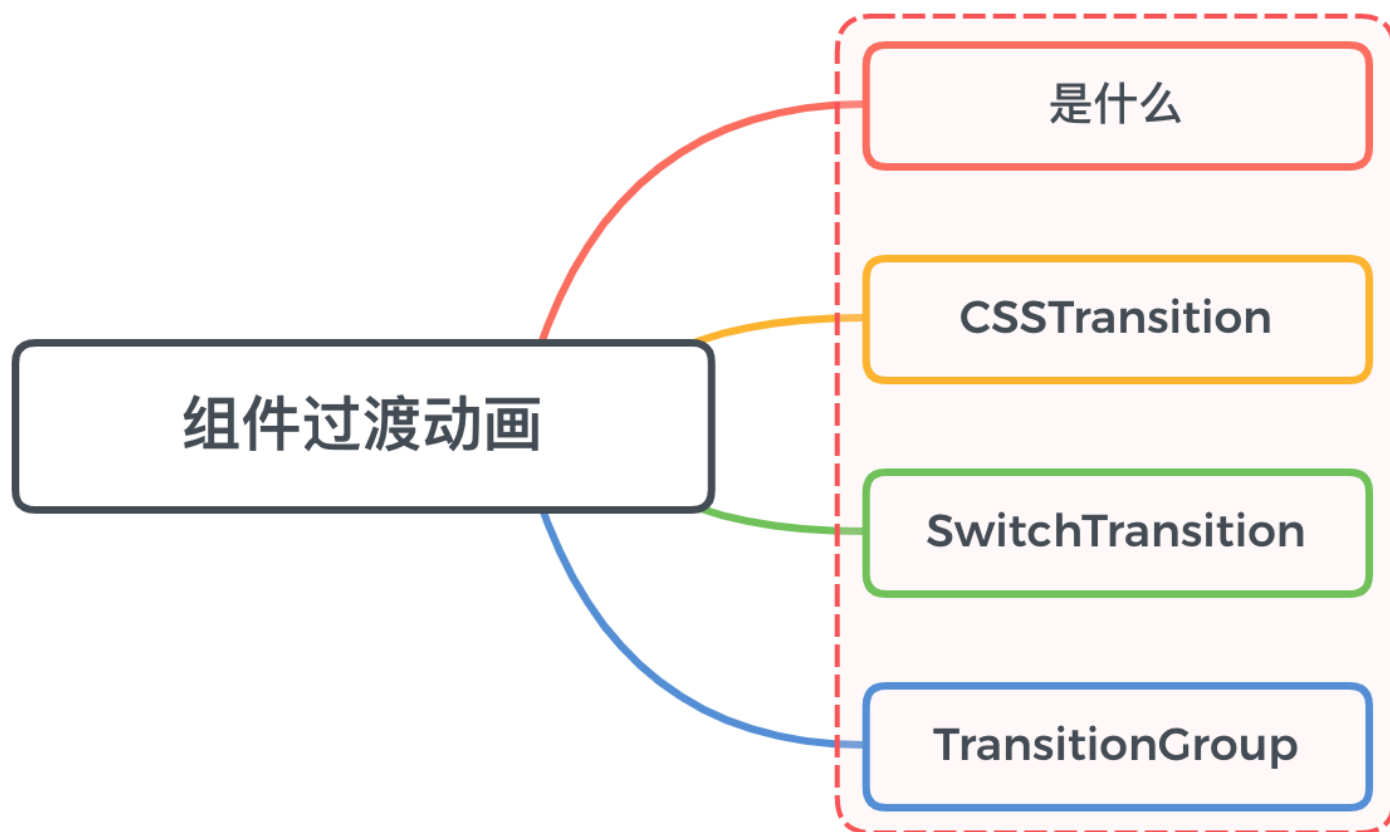 是什么
CSSTransition
组件过渡动画
SwitchTransition
TransitionGroup